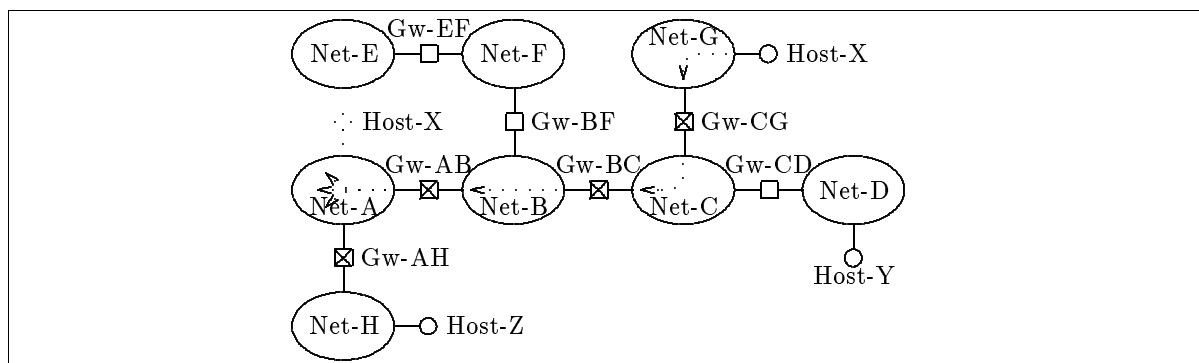 Gw-EF
Net-E
Net-F
Net-G
Host-X
Host-X
Gw-BF
Gw-CG
Gw-AB
Gw-BC
Gw-CD
Net-A
Net-B
Net-C
Net-D
Gw-AH
Host-Y
Net-H
Host-Z